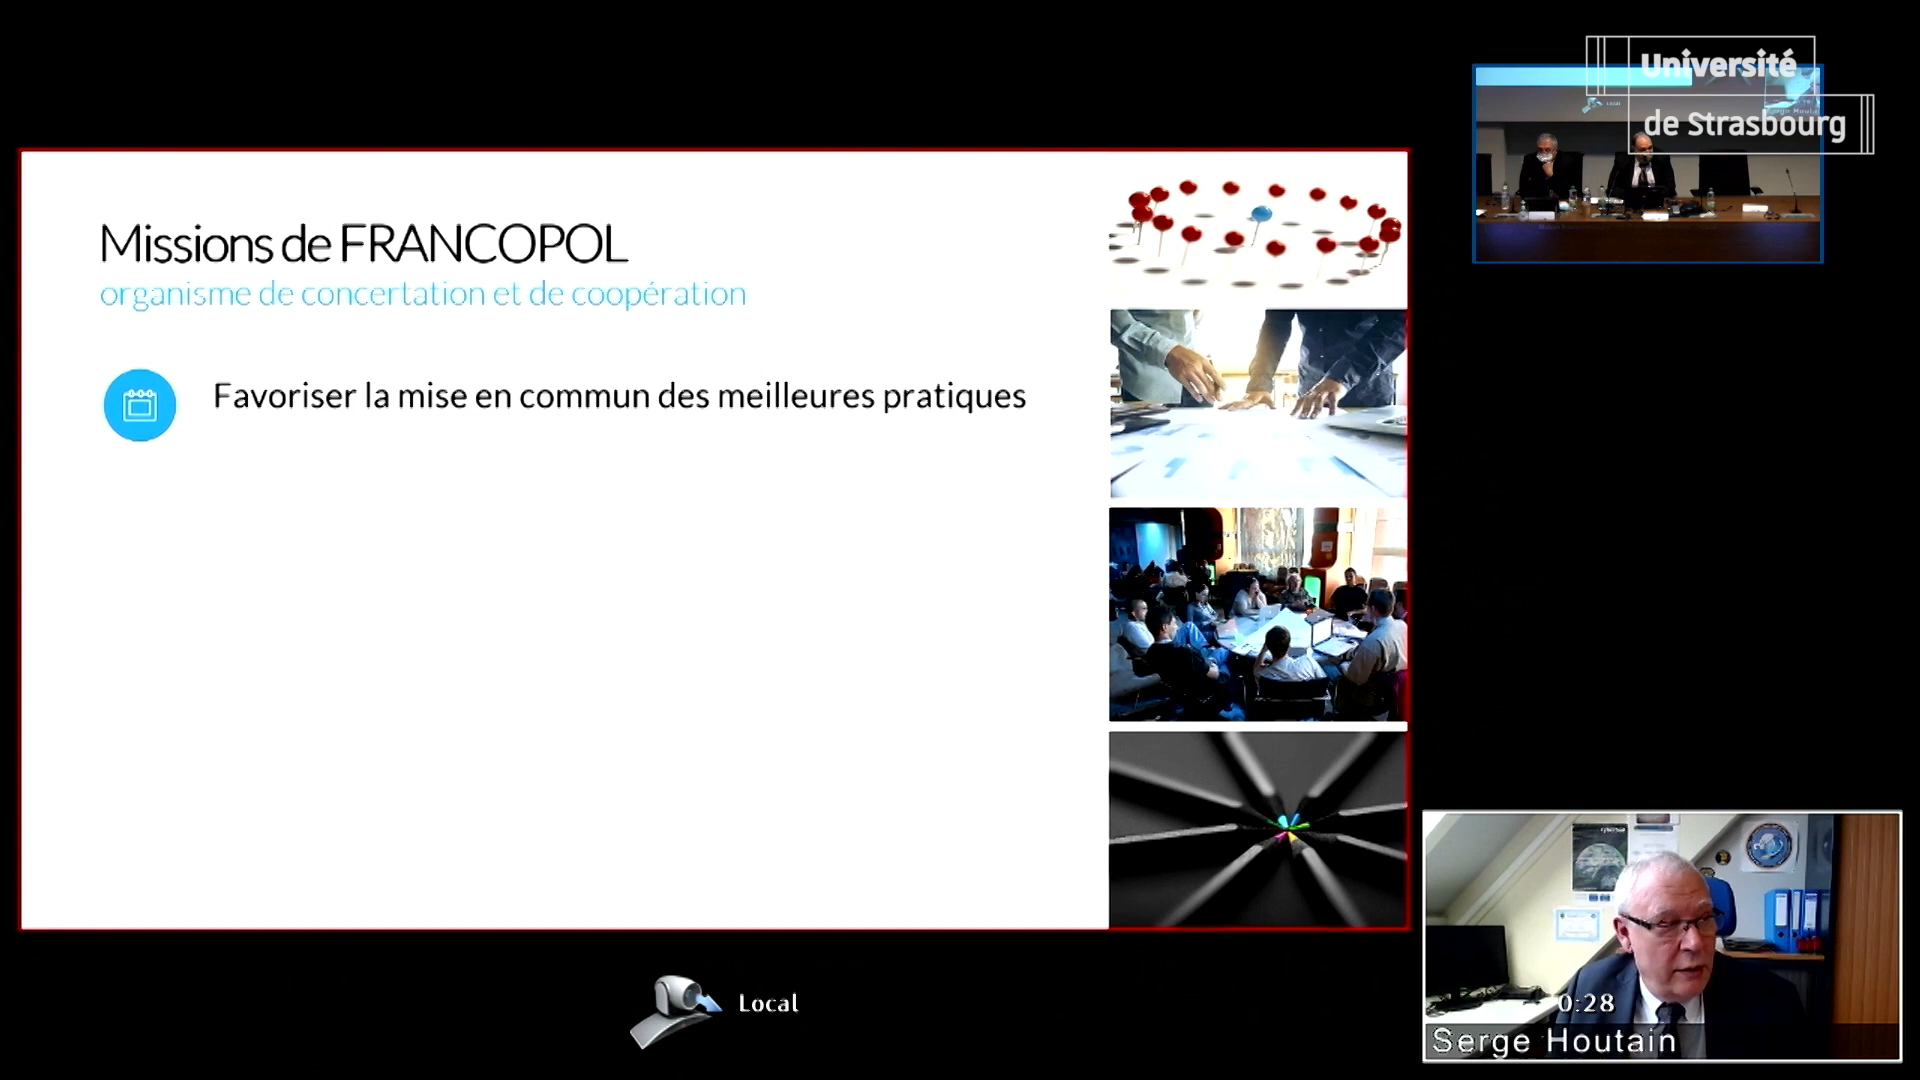 Université
de Strasbourg
Missions de FRANCOPOL
organisme de concertation et de coopération
Favoriser la mise en commun des meilleures pratiques
Local
0:28
Serge Houtain